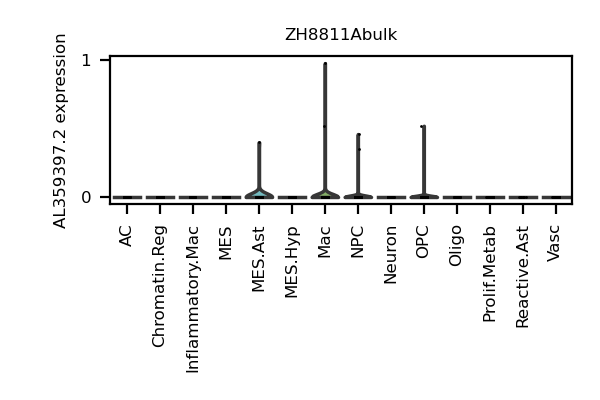 ZH8811Abulk
AL359397.2 expression
1
0
AC
Chromatin.Reg
Inflammatory.Mac
MES
MES.Ast
MES.Hyp
Mac
NPC
Neuron
OPC
Oligo
Prolif.Metab
Reactive.Ast
Vasc